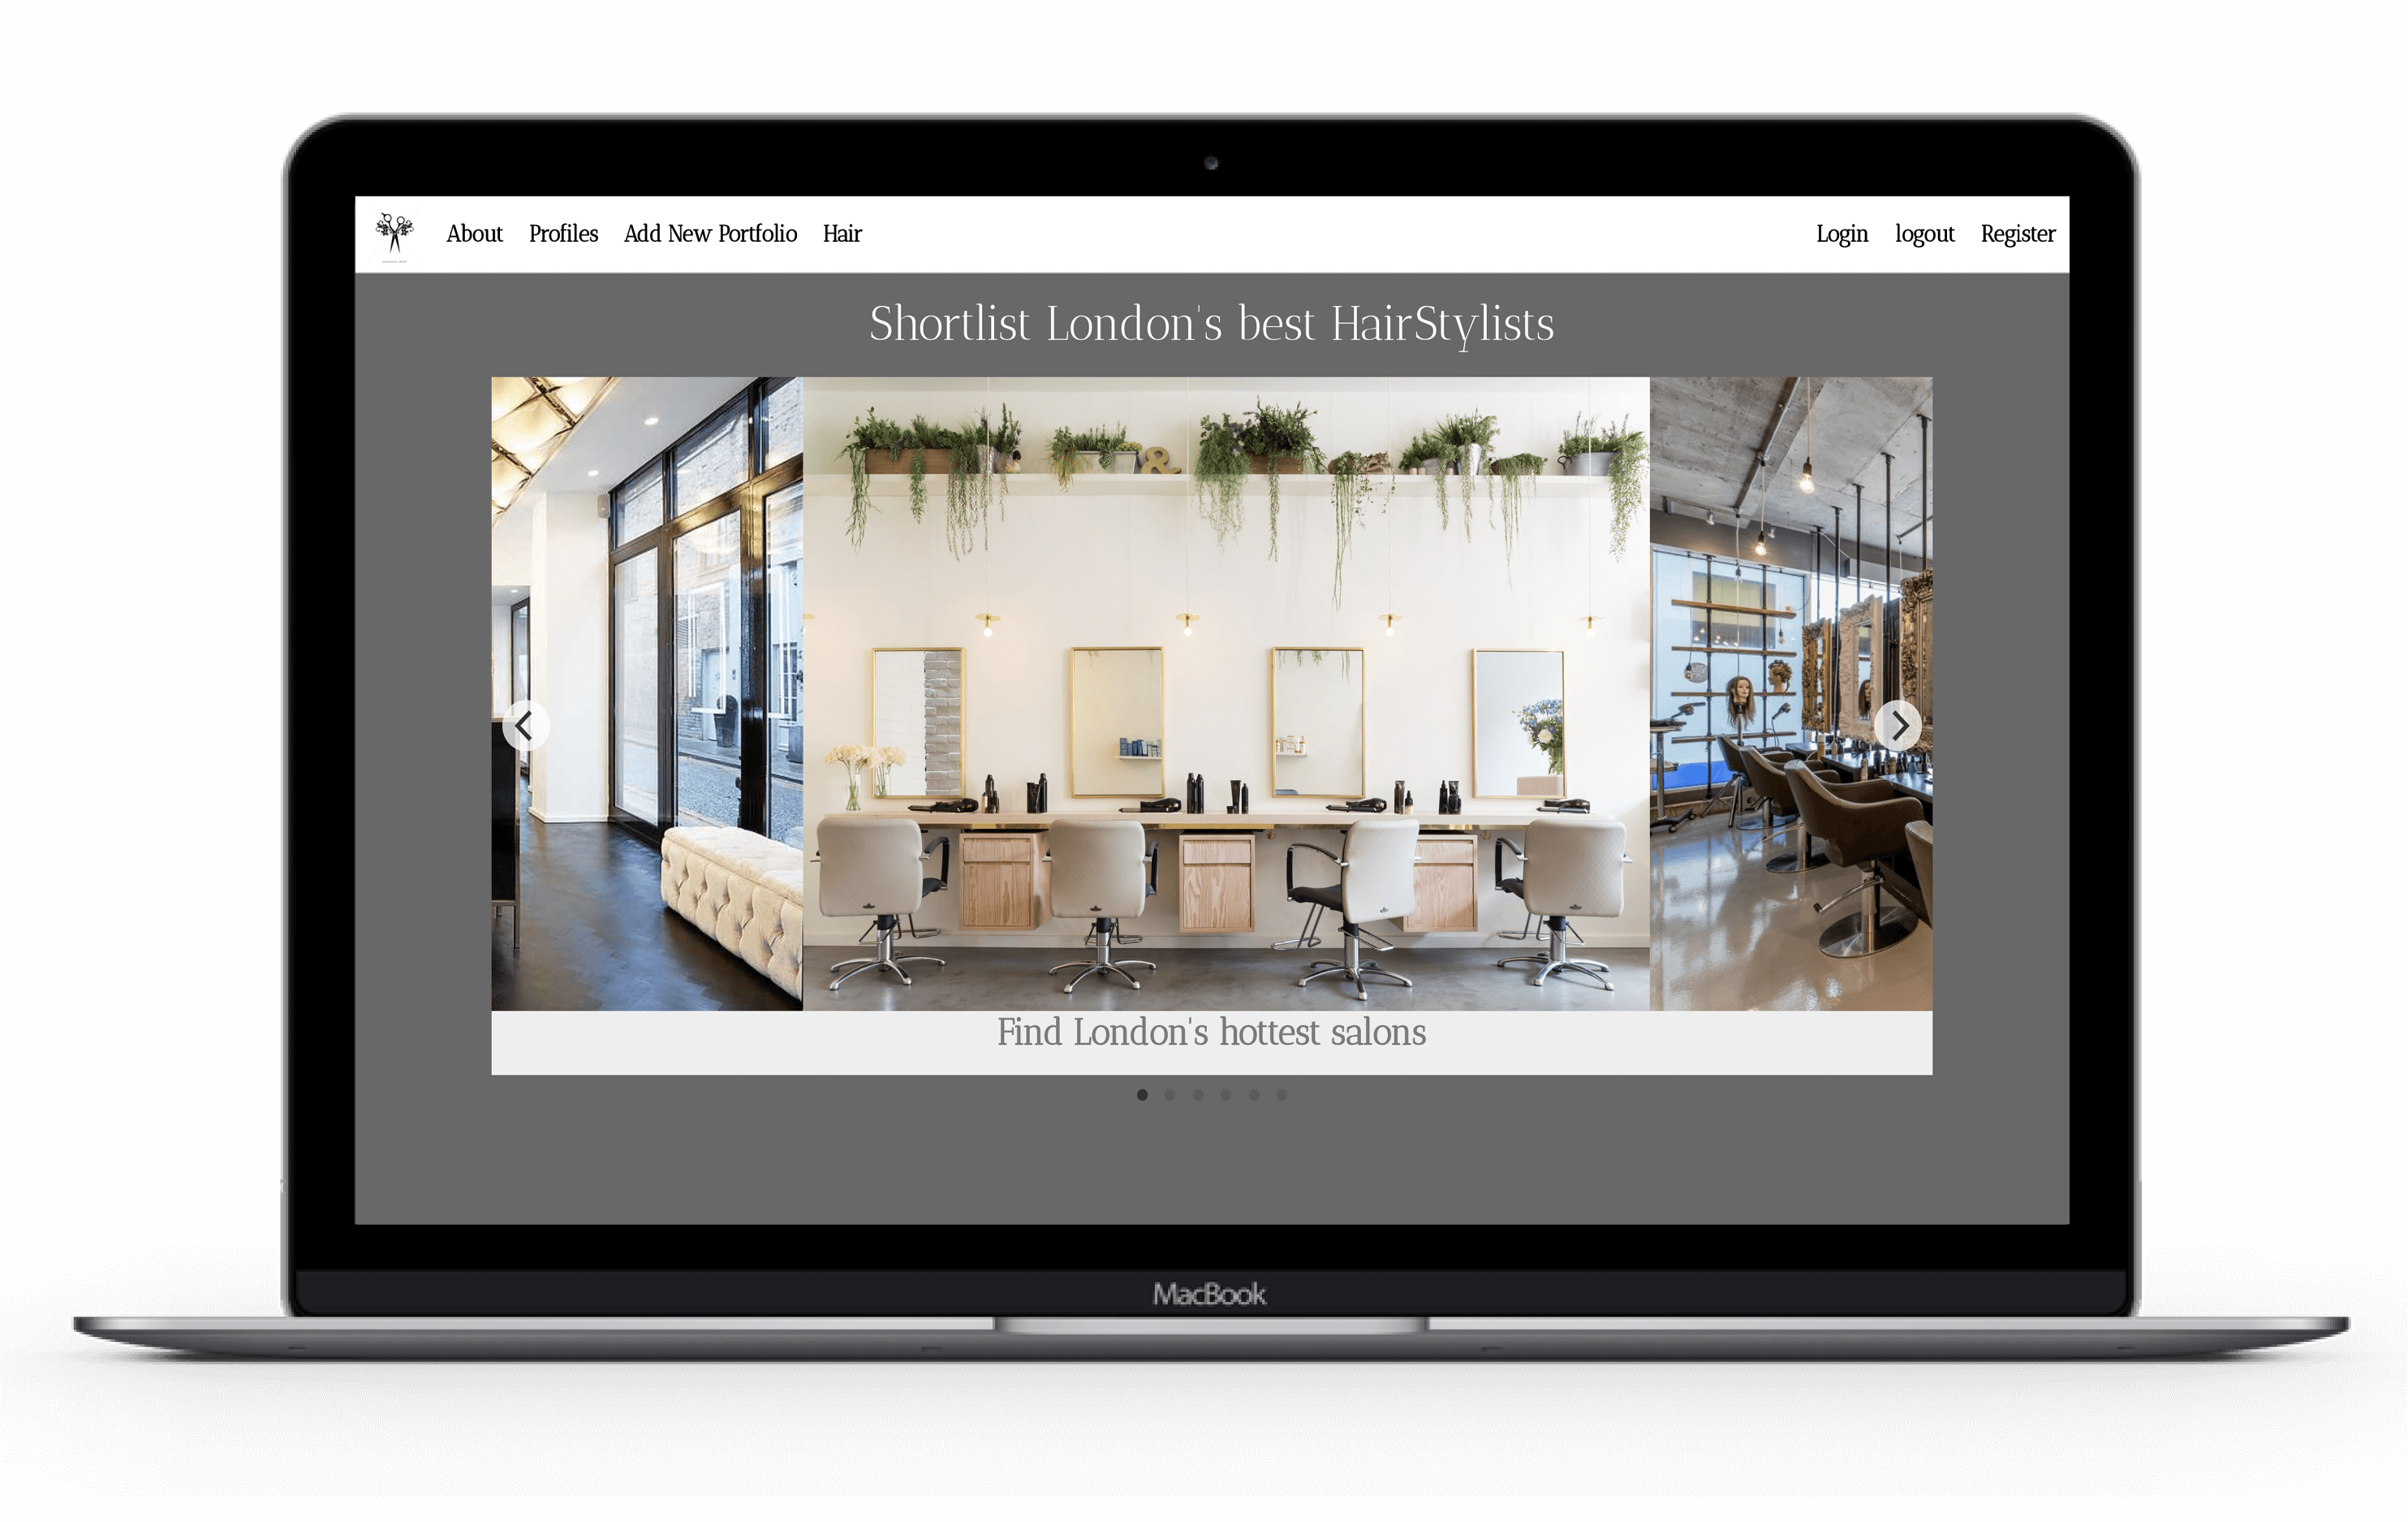 About Profiles Add New Portfolio Hair Login logout Register
Shortlist London's best HairStylists
&
Find London's hottest salons
MacBook